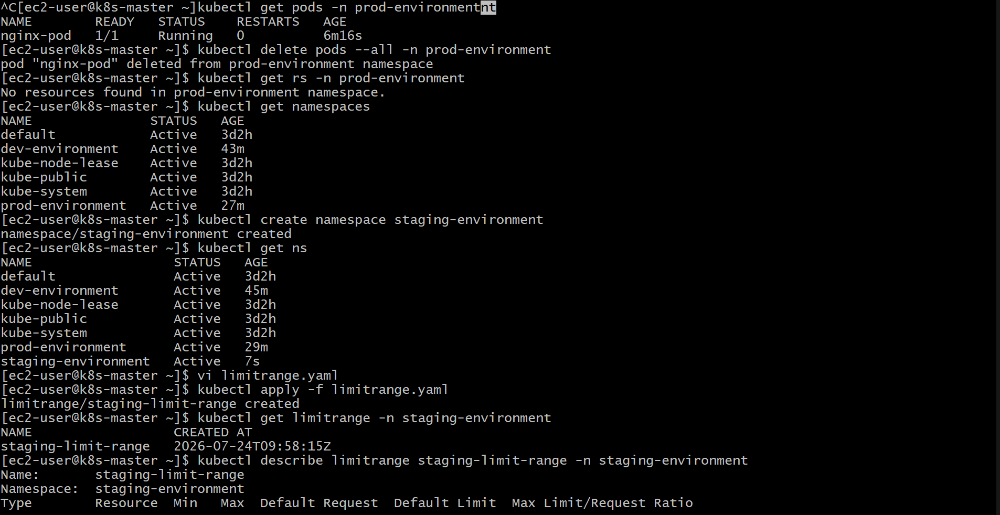 ^C[ec2-user@k8s-master ~]kubectl get pods -n prod-environmentnt
NAME        READY   STATUS    RESTARTS   AGE
nginx-pod   1/1     Running   0          6m16s
[ec2-user@k8s-master ~]$ kubectl delete pods --all -n prod-environment
pod "nginx-pod" deleted from prod-environment namespace
[ec2-user@k8s-master ~]$ kubectl get rs -n prod-environment
No resources found in prod-environment namespace.
[ec2-user@k8s-master ~]$ kubectl get namespaces
NAME               STATUS   AGE
default            Active   3d2h
dev-environment    Active   43m
kube-node-lease    Active   3d2h
kube-public        Active   3d2h
kube-system        Active   3d2h
prod-environment   Active   27m
[ec2-user@k8s-master ~]$ kubectl create namespace staging-environment
namespace/staging-environment created
[ec2-user@k8s-master ~]$ kubectl get ns
NAME                  STATUS   AGE
default               Active   3d2h
dev-environment       Active   45m
kube-node-lease       Active   3d2h
kube-public           Active   3d2h
kube-system           Active   3d2h
prod-environment      Active   29m
staging-environment   Active   7s
[ec2-user@k8s-master ~]$ vi limitrange.yaml
[ec2-user@k8s-master ~]$ kubectl apply -f limitrange.yaml
limitrange/staging-limit-range created
[ec2-user@k8s-master ~]$ kubectl get limitrange -n staging-environment
NAME                  CREATED AT
staging-limit-range   2026-07-24T09:58:15Z
[ec2-user@k8s-master ~]$ kubectl describe limitrange staging-limit-range -n staging-environment
Name:       staging-limit-range
Namespace:  staging-environment
Type        Resource  Min   Max  Default Request  Default Limit  Max Limit/Request Ratio